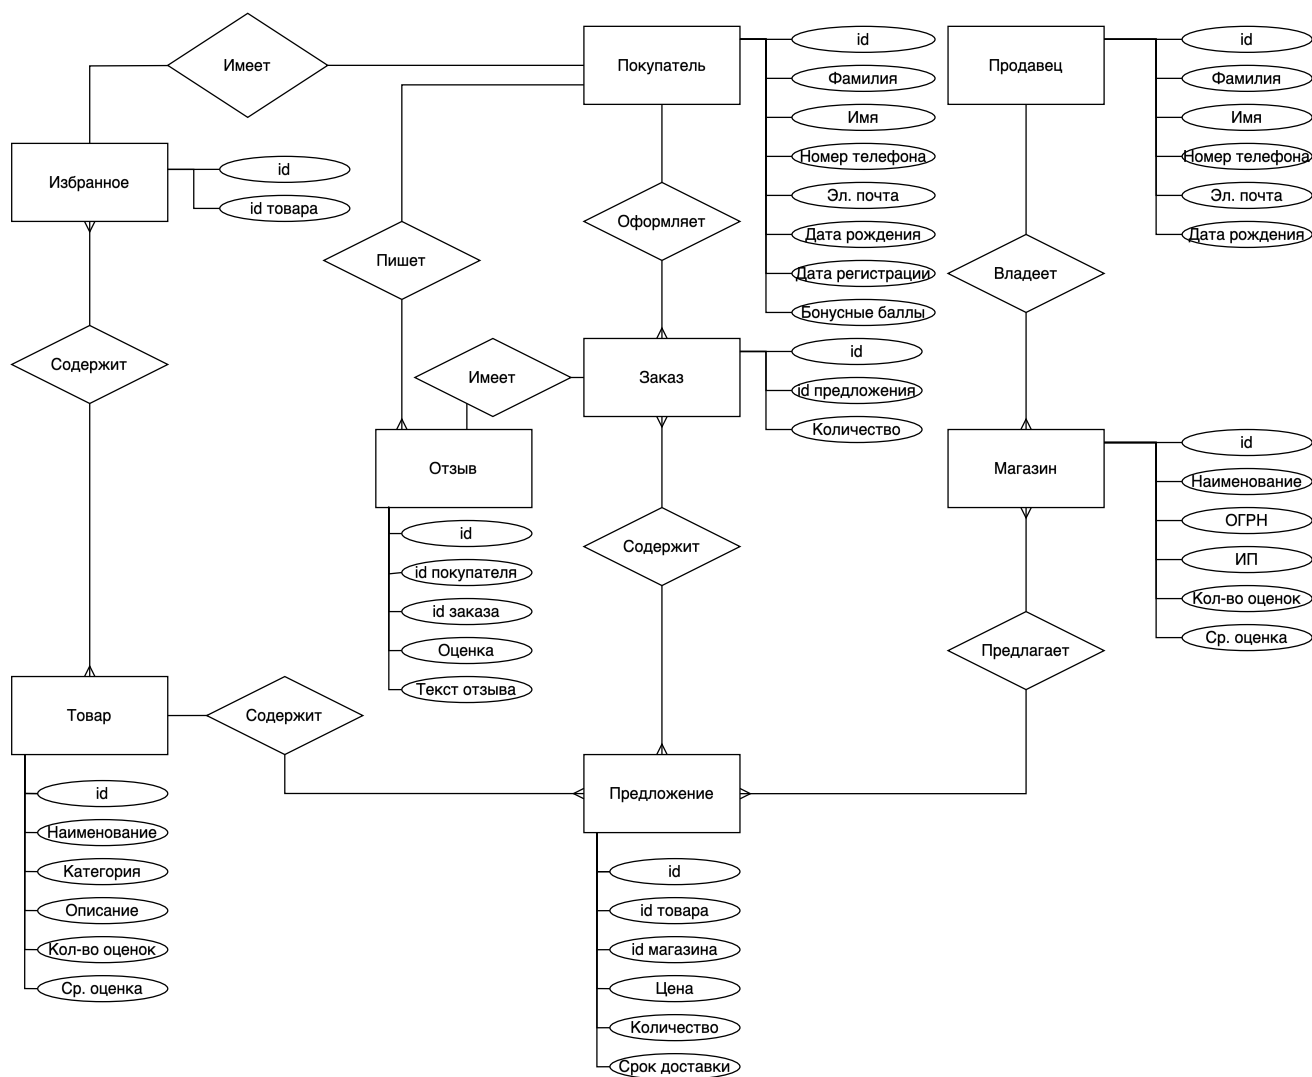 Имеет
Покупатель
id
Фамилия
Имя
Номер телефона
Эл. почта
Дата рождения
Дата регистрации
Бонусные баллы
Продавец
id
Фамилия
Имя
Номер телефона
Эл. почта
Дата рождения
Избранное
id
id товара
Пишет
Оформляет
Владеет
Содержит
Имеет
Заказ
id
id предложения
Количество
Отзыв
id
id покупателя
id заказа
Оценка
Текст отзыва
Содержит
Магазин
id
Наименование
ОГРН
ИП
Кол-во оценок
Ср. оценка
Предлагает
Товар
id
Наименование
Категория
Описание
Кол-во оценок
Ср. оценка
Содержит
Предложение
id
id товара
id магазина
Цена
Количество
Срок доставки